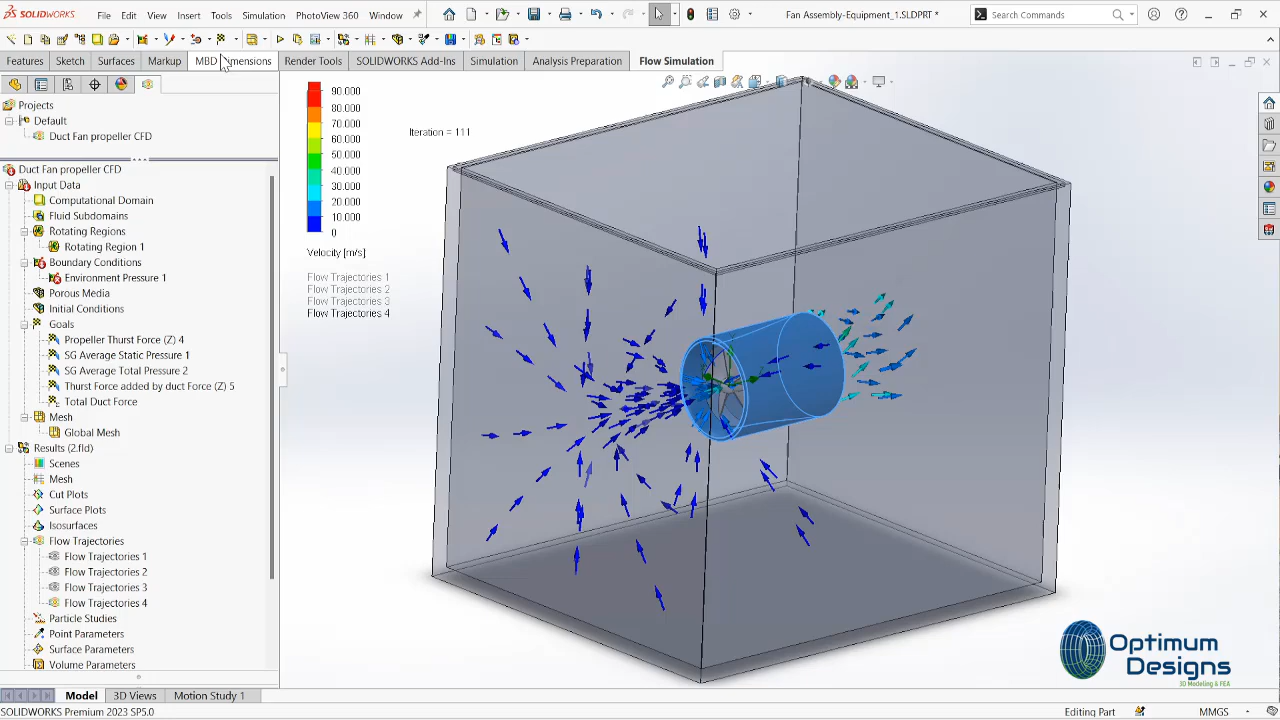 SOLIDWORKS
File
Edit
View
Insert
Tools
Simulation
PhotoView 360
Window
Fan Assembly-Equipment_1.SLDPRT *
Search Commands
Features
Sketch
Surfaces
Markup
MBD Dimensions
Render Tools
SOLIDWORKS Add-Ins
Simulation
Analysis Preparation
Flow Simulation
Projects
Default
Duct Fan propeller CFD
Duct Fan propeller CFD
Input Data
Computational Domain
Fluid Subdomains
Rotating Regions
Rotating Region 1
Boundary Conditions
Environment Pressure 1
Porous Media
Initial Conditions
Goals
Propeller Thurst Force (Z) 4
SG Average Static Pressure 1
SG Average Total Pressure 2
Thurst Force added by duct Force (Z) 5
Total Duct Force
Mesh
Global Mesh
Results (2.fld)
Scenes
Mesh
Cut Plots
Surface Plots
Isosurfaces
Flow Trajectories
Flow Trajectories 1
Flow Trajectories 2
Flow Trajectories 3
Flow Trajectories 4
Particle Studies
Point Parameters
Surface Parameters
Volume Parameters
90.000
80.000
70.000
60.000
50.000
40.000
30.000
20.000
10.000
0
Velocity [m/s]
Iteration = 111
Flow Trajectories 1
Flow Trajectories 2
Flow Trajectories 3
Flow Trajectories 4
Optimum
Designs
3D Modeling & FEA
Model
3D Views
Motion Study 1
SOLIDWORKS Premium 2023 SP5.0
Editing Part
MMGS